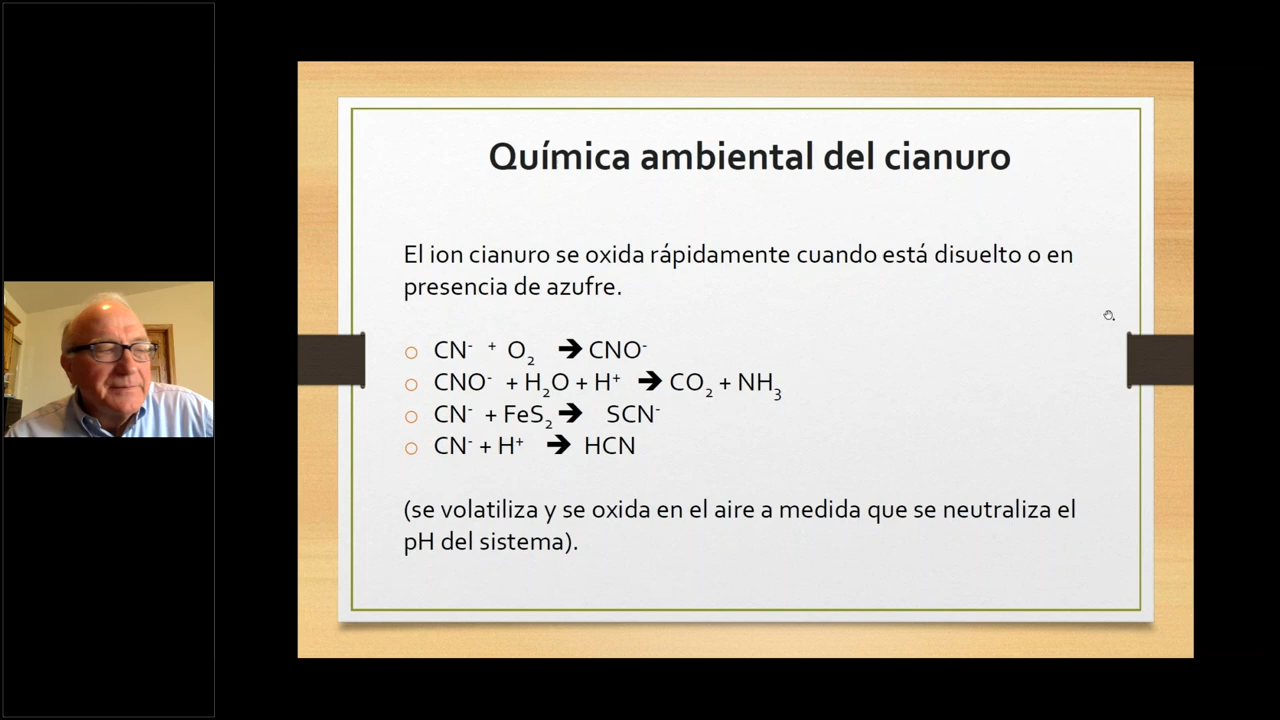 Química ambiental del cianuro
El ion cianuro se oxida rápidamente cuando está disuelto o en
presencia de azufre.
CN⁻ ⁺ O₂ ➔ CNO⁻
CNO⁻ + H₂O + H⁺ ➔ CO₂ + NH₃
CN⁻ + FeS₂ ➔ SCN⁻
CN⁻ + H⁺ ➔ HCN
(se volatiliza y se oxida en el aire a medida que se neutraliza el
pH del sistema).